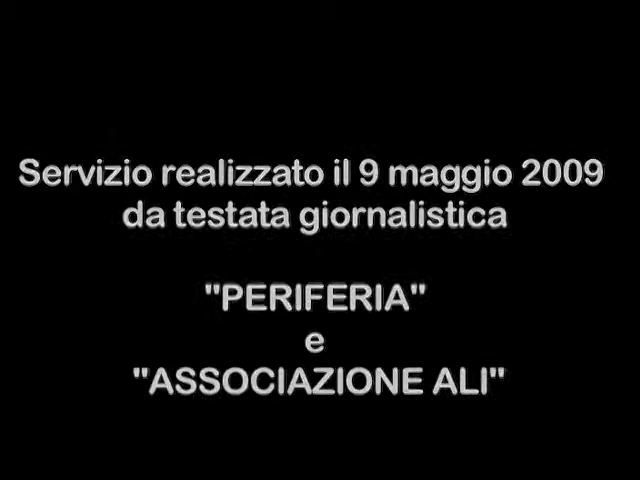 Servizio realizzato il 9 maggio 2009
da testata giornalistica
"PERIFERIA"
e
"ASSOCIAZIONE ALI"